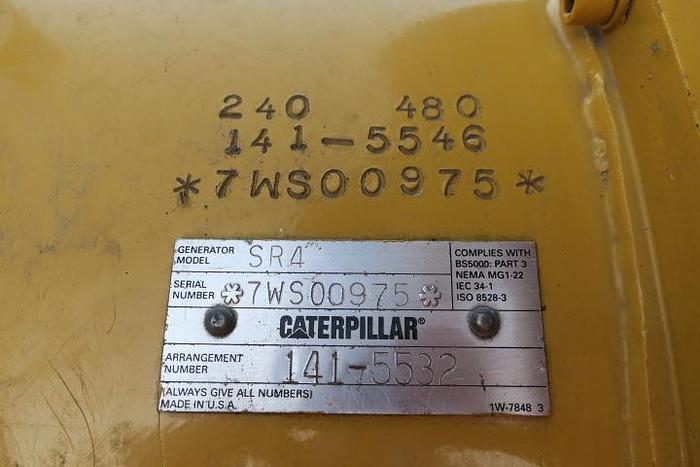 240 480
141-5546
*7WS00975*
GENERATOR MODEL SR4
SERIAL NUMBER *7WS00975*
COMPLIES WITH
BS5000: PART 3
NEMA MG1-22
IEC 34-1
ISO 8528-3
CATERPILLAR®
ARRANGEMENT NUMBER 141-5532
(ALWAYS GIVE ALL NUMBERS)
MADE IN U.S.A. 1W-7848 3